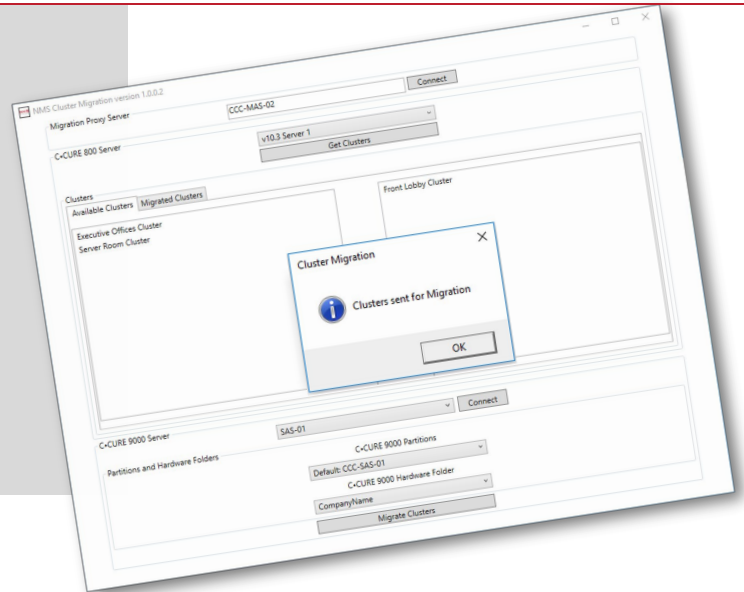 NMS Cluster Migration version 1.0.0.2
Migration Proxy Server
CCC-MAS-02
Connect
C•CURE 800 Server
v10.3 Server 1
Get Clusters
Clusters
Available Clusters Migrated Clusters
Executive Offices Cluster
Server Room Cluster
Front Lobby Cluster
Cluster Migration
Clusters sent for Migration
OK
C•CURE 9000 Server
SAS-01
Connect
Partitions and Hardware Folders
C•CURE 9000 Partitions
Default: CCC-SAS-01
C•CURE 9000 Hardware Folder
CompanyName
Migrate Clusters